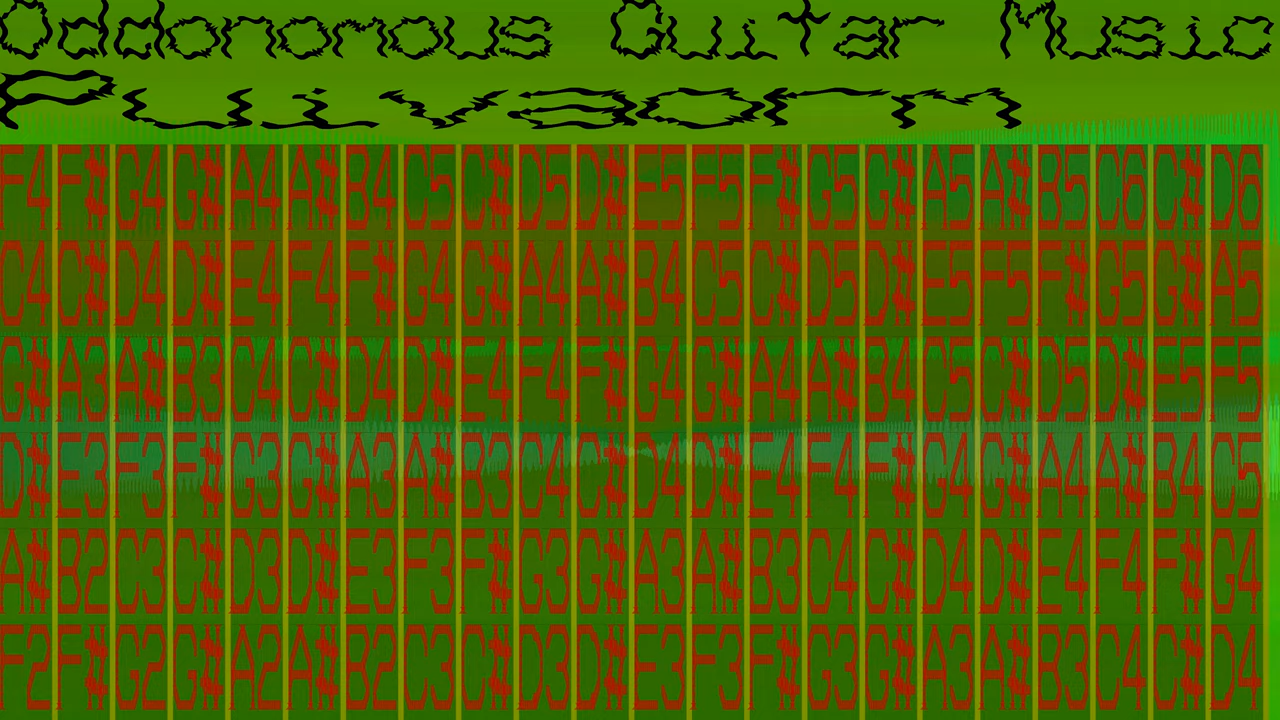 Oddonomous Guitar Music
Puivaorm
F4 F# G4 G# A4 A# B4 C5 C# D5 D# E5 F5 F# G5 G# A5 A# B5 C6 C# D6
C4 C# D4 D# E4 F4 F# G4 G# A4 A# B4 C5 C# D5 D# E5 F5 F# G5 G# A5
G# A3 A# B3 C4 C# D4 D# E4 F4 F# G4 G# A4 A# B4 C5 C# D5 D# E5 F5
D# E3 F3 F# G3 G# A3 A# B3 C4 C# D4 D# E4 F4 F# G4 G# A4 A# B4 C5
A# B2 C3 C# D3 D# E3 F3 F# G3 G# A3 A# B3 C4 C# D4 D# E4 F4 F# G4
F2 F# G2 G# A2 A# B2 C3 C# D3 D# E3 F3 F# G3 G# A3 A# B3 C4 C# D4